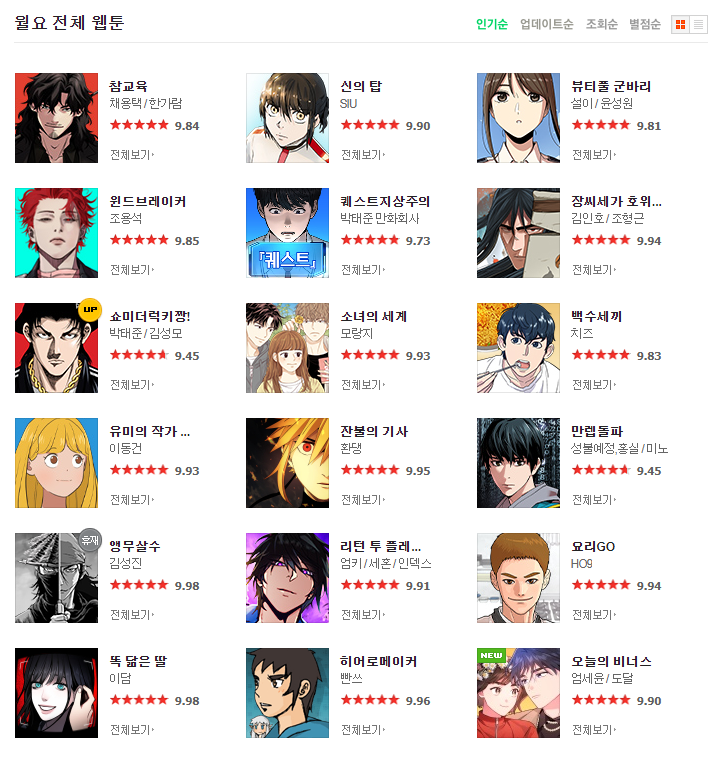 월요 전체 웹툰
인기순 업데이트순 조회순 별점순
참교육
채용택 / 한가람
9.84
전체보기
신의 탑
SIU
9.90
전체보기
뷰티풀 군바리
설이 / 윤성원
9.81
전체보기
윈드브레이커
조용석
9.85
전체보기
퀘스트지상주의
박태준 만화회사
9.73
전체보기
『퀘스트』
장씨세가 호위...
김인호 / 조형근
9.94
전체보기
UP
쇼미더럭키짱!
박태준 / 김성모
9.45
전체보기
소녀의 세계
모랑지
9.93
전체보기
백수세끼
치즈
9.83
전체보기
유미의 작가 ...
이동건
9.93
전체보기
잔불의 기사
환댕
9.95
전체보기
만렙돌파
성불예정,홍실 / 미노
9.45
전체보기
휴재
앵무살수
김성진
9.98
전체보기
리턴 투 플레...
엄키 / 세혼 / 인덱스
9.91
전체보기
요리GO
HO9
9.94
전체보기
똑 닮은 딸
이담
9.98
전체보기
히어로메이커
빤쓰
9.96
전체보기
NEW
오늘의 비너스
엄세윤 / 도달
9.90
전체보기